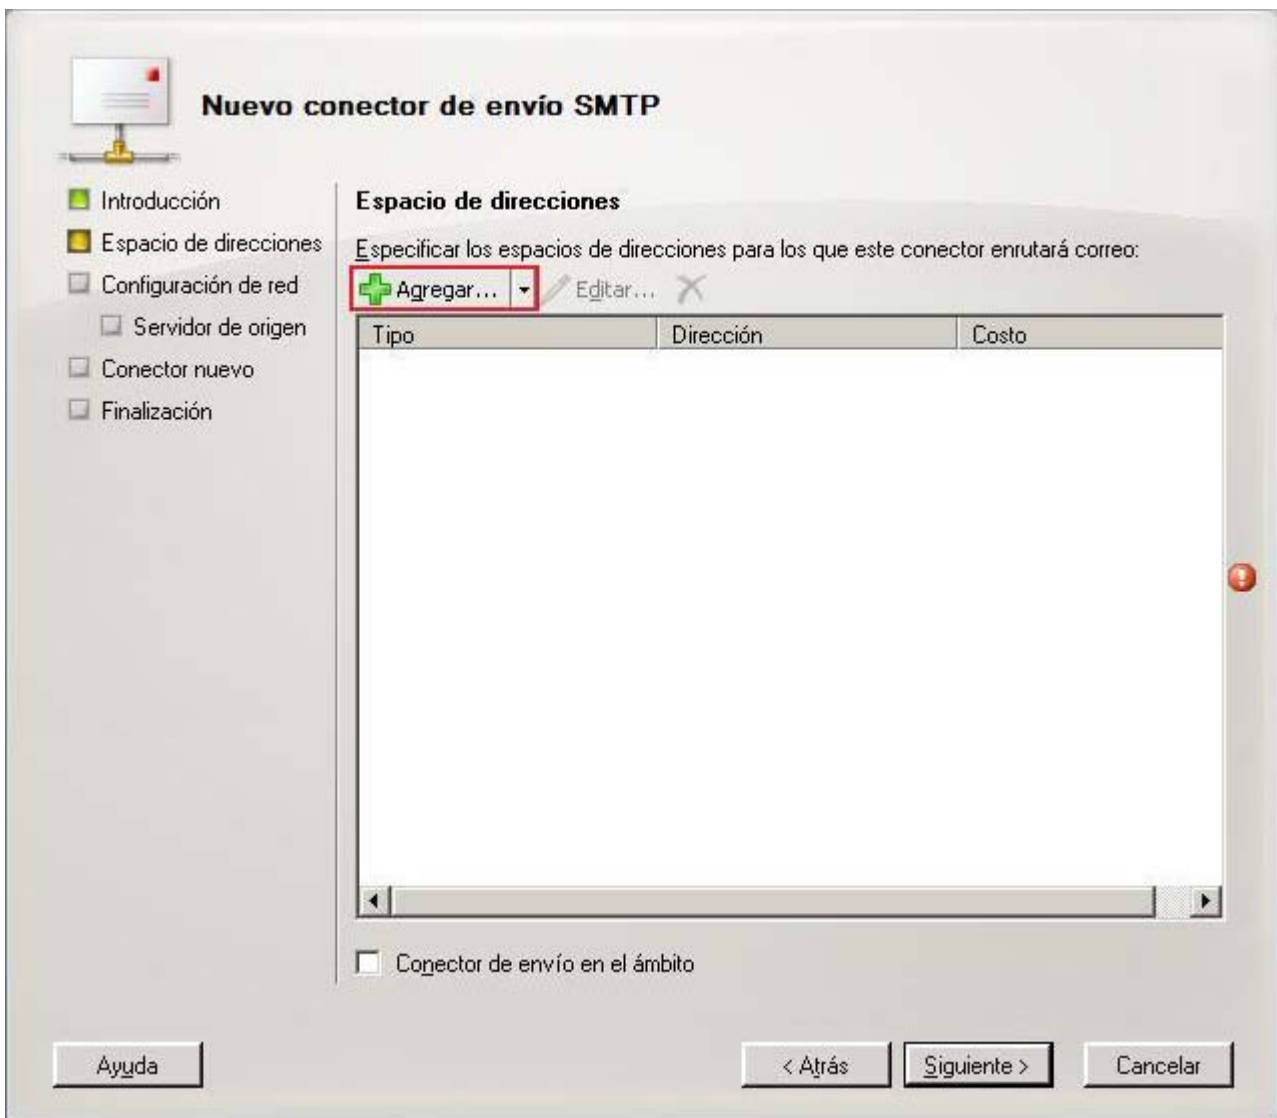 Nuevo conector de envío SMTP
Introducción
Espacio de direcciones
Configuración de red
Servidor de origen
Conector nuevo
Finalización
Espacio de direcciones
Especificar los espacios de direcciones para los que este conector enrutará correo:
Agregar... Editar...
Tipo Dirección Costo
Conector de envío en el ámbito
Ayuda < Atrás Siguiente > Cancelar